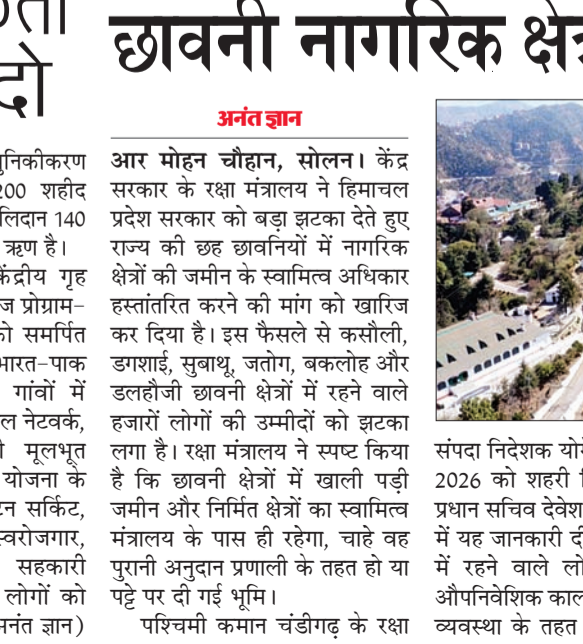 दो
छावनी नागरिक
अनंत ज्ञान
200 शहीद
140
ऋण है।
केंद्रीय गृह
प्रोग्राम-
समर्पित
भारत-पाक
गांवों में
नेटवर्क,
मूलभूत
योजना के
सर्किट,
स्वरोजगार,
सहकारी
लोगों को
ज्ञान)
आर मोहन चौहान, सोलन। केंद्र
सरकार के रक्षा मंत्रालय ने हिमाचल
प्रदेश सरकार को बड़ा झटका देते हुए
राज्य की छह छावनियों में नागरिक
क्षेत्रों की जमीन के स्वामित्व अधिकार
हस्तांतरित करने की मांग को खारिज
कर दिया है। इस फैसले से कसौली,
डगशाई, सुबाथू, जतोग, बकलोह और
डलहौजी छावनी क्षेत्रों में रहने वाले
हजारों लोगों की उम्मीदों को झटका
लगा है। रक्षा मंत्रालय ने स्पष्ट किया
है कि छावनी क्षेत्रों में खाली पड़ी
जमीन और निर्मित क्षेत्रों का स्वामित्व
मंत्रालय के पास ही रहेगा, चाहे वह
पुरानी अनुदान प्रणाली के तहत हो या
पट्टे पर दी गई भूमि।
पश्चिमी कमान चंडीगढ़ के रक्षा
संपदा निदेशक
2026 को शहरी
प्रधान सचिव
में यह जानकारी
में रहने वाले
औपनिवेशिक
व्यवस्था के तहत